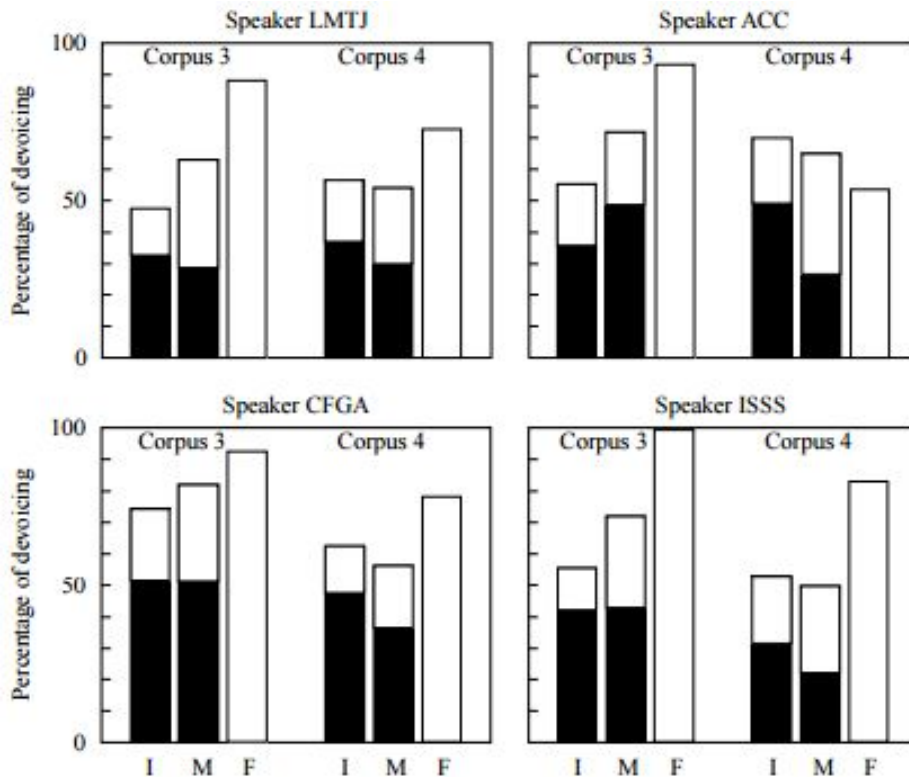 Speaker LMTJ
Speaker ACC
100
Corpus 3 Corpus 4
Corpus 3 Corpus 4
Percentage of devoicing
50
0
Speaker CFGA
Speaker ISSS
100
Corpus 3 Corpus 4
Corpus 3 Corpus 4
Percentage of devoicing
50
0
I M F I M F
I M F I M F